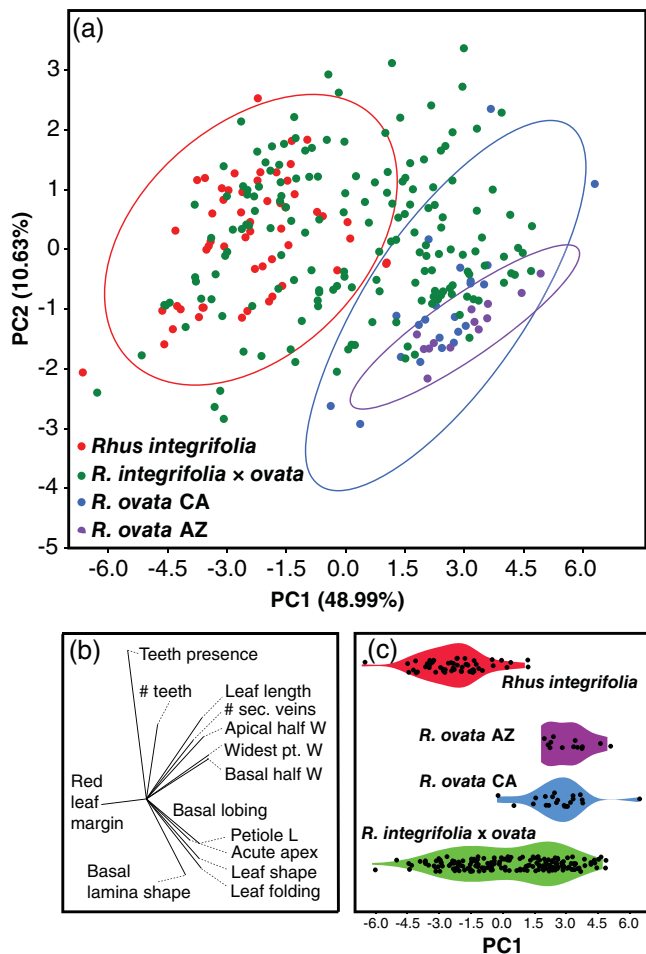 (a)
3
2
1
0
-1
-2
-3
-4
-5
PC2 (10.63%)
Rhus integrifolia
R. integrifolia × ovata
R. ovata CA
R. ovata AZ
-6.0 -4.5 -3.0 -1.5 0.0 1.5 3.0 4.5 6.0
PC1 (48.99%)
(b)
Teeth presence
# teeth
Leaf length
# sec. veins
Apical half W
Widest pt. W
Basal half W
Red leaf margin
Basal lobing
Petiole L
Acute apex
Leaf shape
Leaf folding
Basal lamina shape
(c)
Rhus integrifolia
R. ovata AZ
R. ovata CA
R. integrifolia x ovata
-6.0 -4.5 -3.0 -1.5 0.0 1.5 3.0 4.5 6.0
PC1